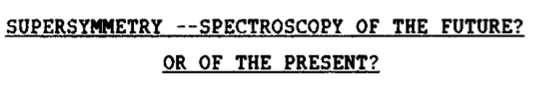 SUPERSYMMETRY --SPECTROSCOPY OF THE FUTURE?
OR OF THE PRESENT?